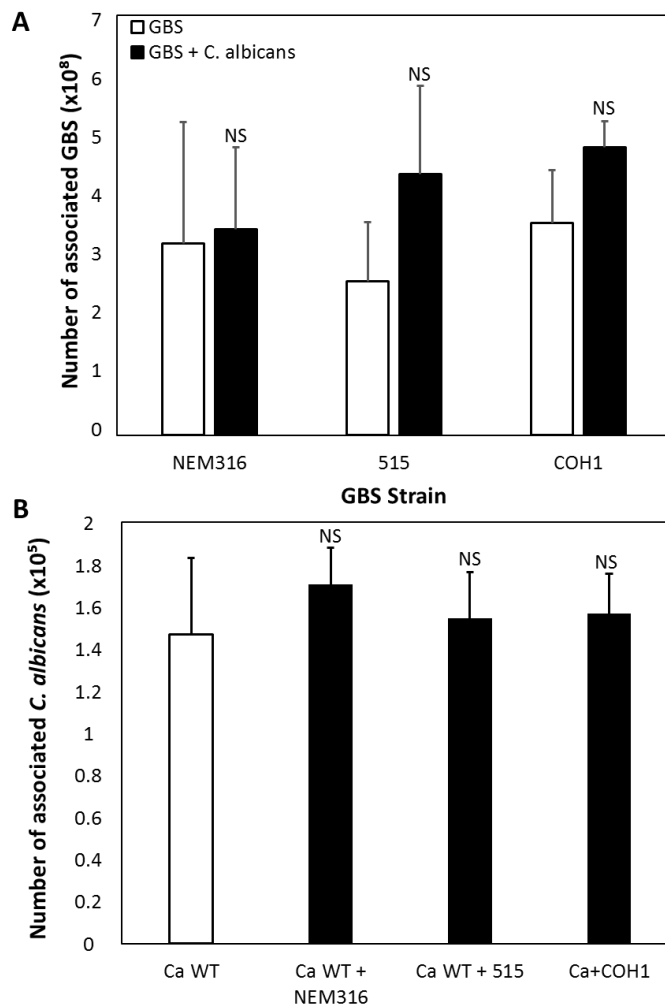 A
GBS
GBS + C. albicans
Number of associated GBS (x10⁸)
7
6
5
4
3
2
1
0
NS
NS
NS
NEM316 515 COH1
GBS Strain
B
Number of associated C. albicans (x10⁵)
2
1.8
1.6
1.4
1.2
1
0.8
0.6
0.4
0.2
0
NS
NS
NS
Ca WT
Ca WT +
NEM316
Ca WT + 515
Ca+COH1